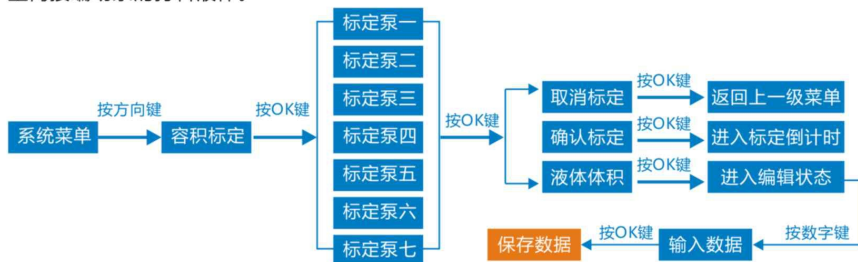 标定泵一
标定泵二
标定泵三
标定泵四
标定泵五
标定泵六
标定泵七
系统菜单
按方向键
容积标定
按OK键
按OK键
取消标定
按OK键
返回上一级菜单
确认标定
按OK键
进入标定倒计时
液体体积
按OK键
进入编辑状态
按数字键
输入数据
按OK键
保存数据